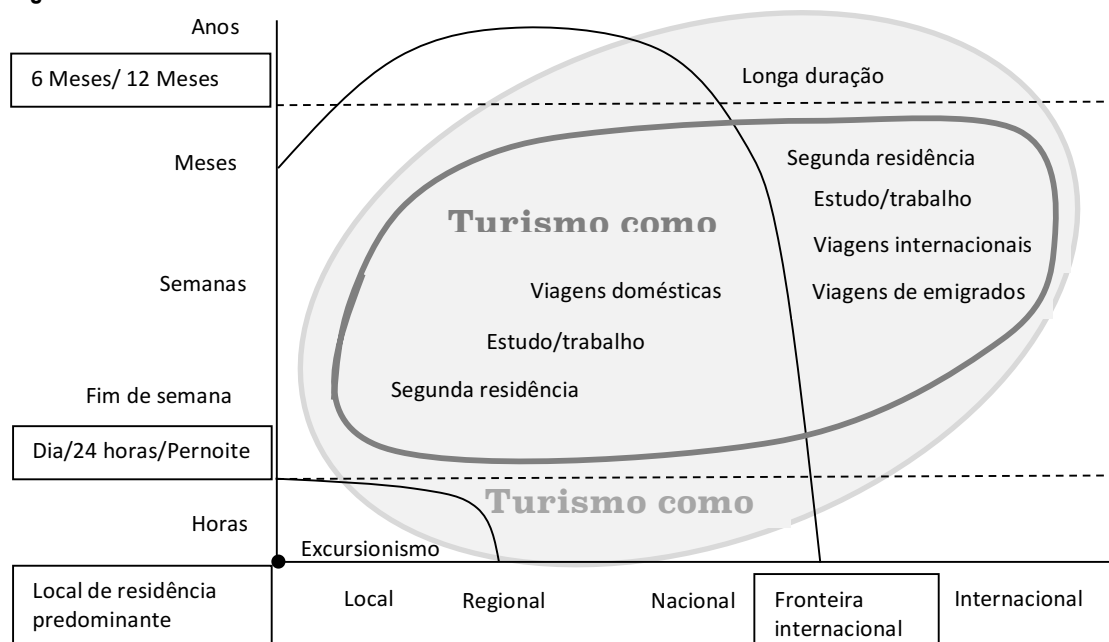 Anos
6 Meses/ 12 Meses
Longa duração
Meses
Segunda residência
Estudo/trabalho
Turismo como
Viagens internacionais
Semanas
Viagens domésticas
Viagens de emigrados
Estudo/trabalho
Fim de semana
Segunda residência
Dia/24 horas/Pernoite
Turismo como
Horas
Excursionismo
Local de residência
predominante
Local
Regional
Nacional
Fronteira
internacional
Internacional